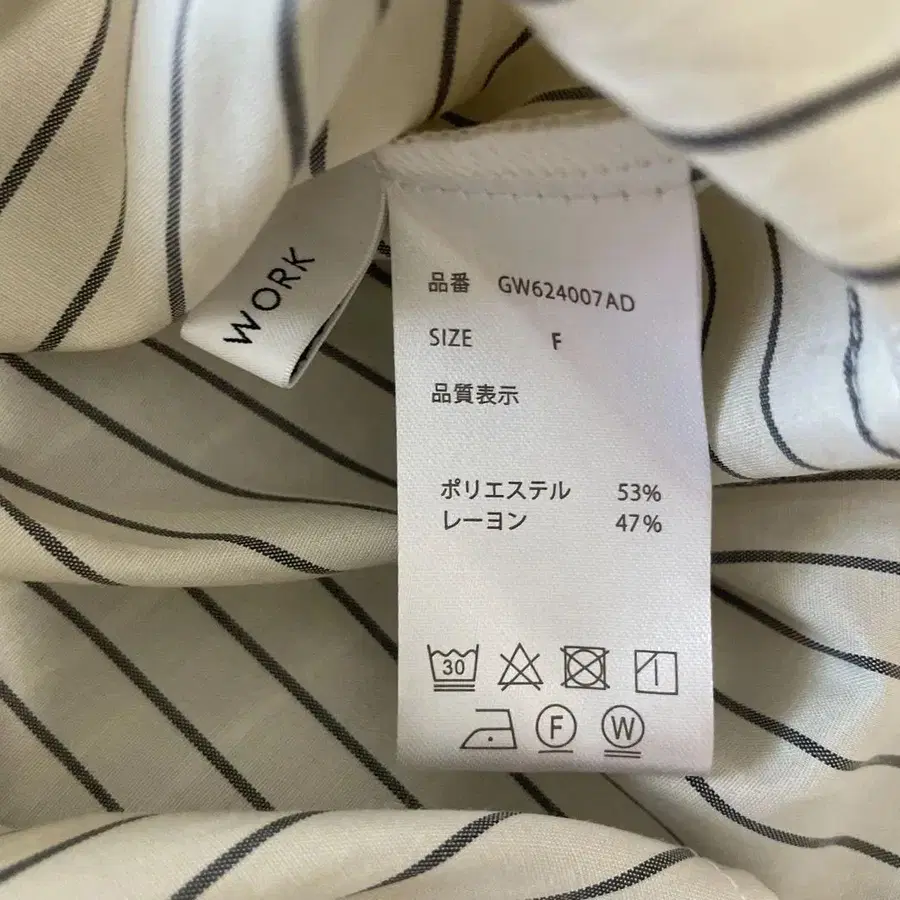 WORK
品番 GW624007AD
SIZE F
品質表示
ポリエステル 53%
レーヨン 47%
30
F W